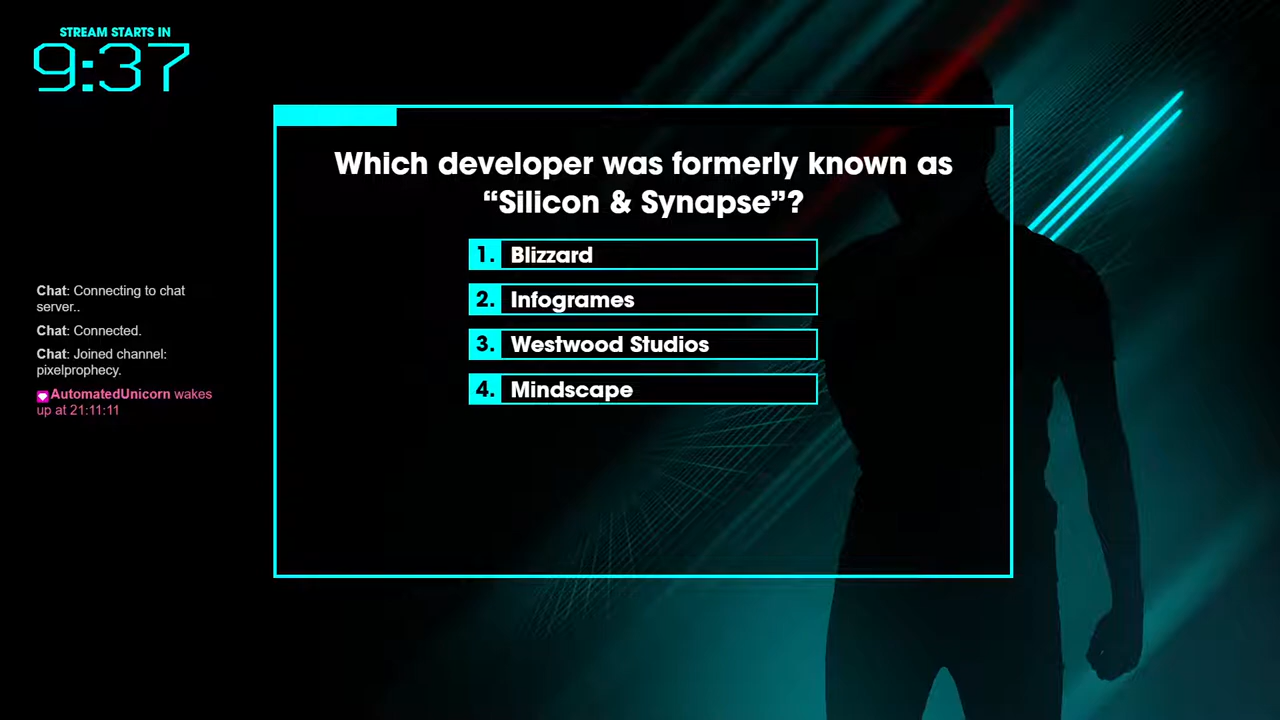 STREAM STARTS IN
9:37
Which developer was formerly known as
“Silicon & Synapse”?
1. Blizzard
2. Infogrames
3. Westwood Studios
4. Mindscape
Chat: Connecting to chat
server..
Chat: Connected.
Chat: Joined channel:
pixelprophecy.
AutomatedUnicorn wakes
up at 21:11:11